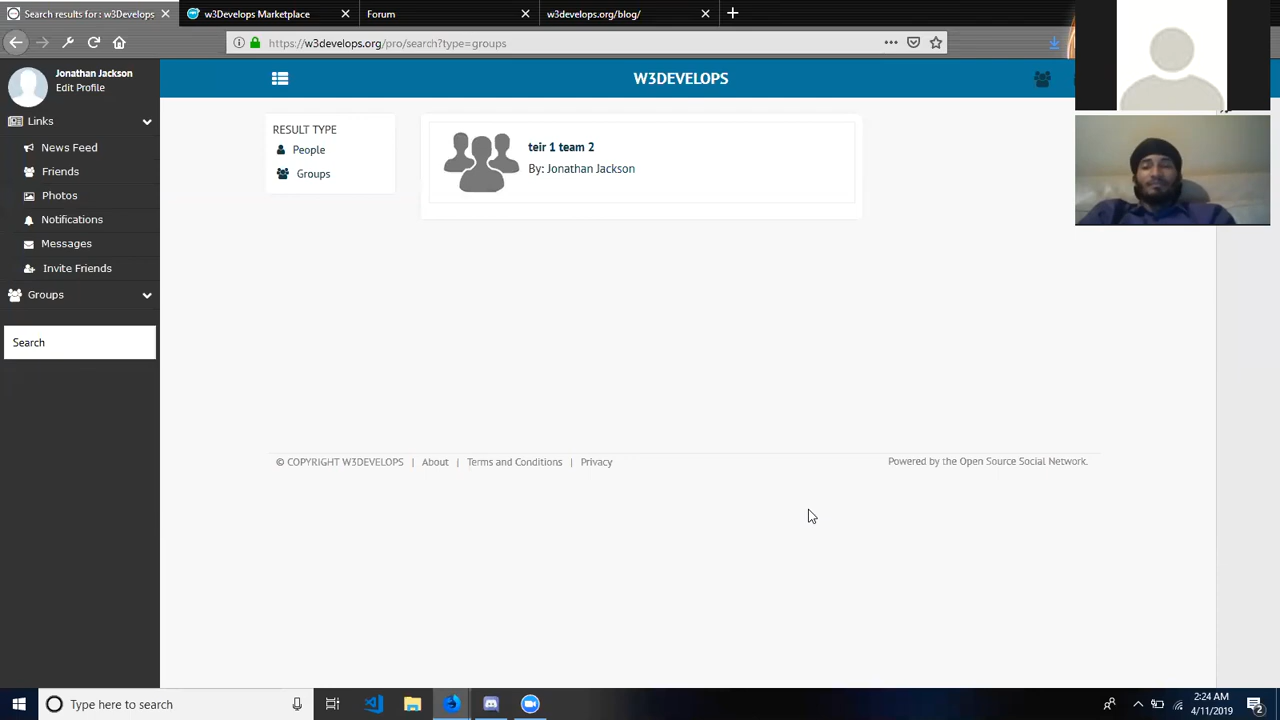 Search results for : w3Develops
w3Develops Marketplace
Forum
w3develops.org/blog/
https://w3develops.org/pro/search?type=groups
Jonathan Jackson
Edit Profile
Links
News Feed
Friends
Photos
Notifications
Messages
Invite Friends
Groups
Search
W3DEVELOPS
RESULT TYPE
People
Groups
teir 1 team 2
By: Jonathan Jackson
© COPYRIGHT W3DEVELOPS | About | Terms and Conditions | Privacy
Powered by the Open Source Social Network.
Type here to search
2:24 AM
4/11/2019
2